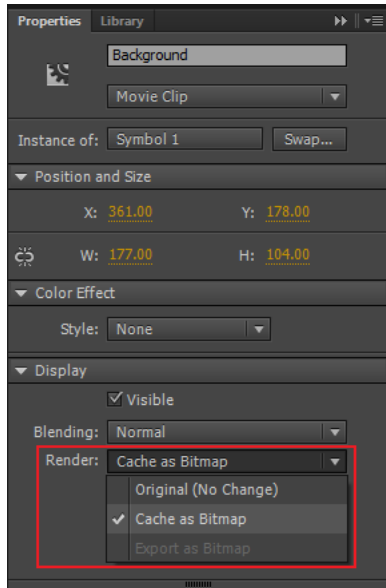 Properties Library
Background
Movie Clip
Instance of: Symbol 1 Swap...
Position and Size
X: 361.00 Y: 178.00
W: 177.00 H: 104.00
Color Effect
Style: None
Display
Visible
Blending: Normal
Render: Cache as Bitmap
Original (No Change)
Cache as Bitmap
Export as Bitmap